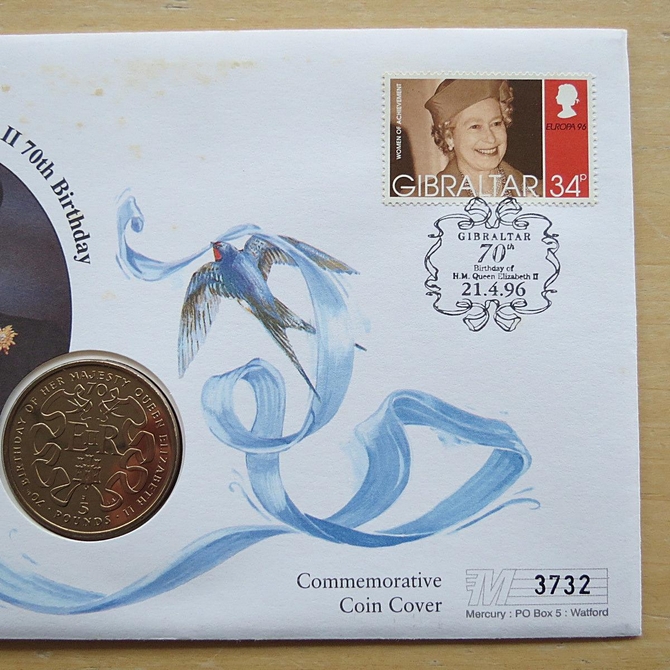 II 70th Birthday
WOMEN OF ACHIEVEMENT
EUROPA 96
GIBRALTAR 34P
GIBRALTAR
70th
Birthday of
H.M. Queen Elizabeth II
21.4.96
70th BIRTHDAY OF HER MAJESTY QUEEN ELIZABETH II
70
E II R
5
POUNDS
Commemorative
Coin Cover
M 3732
Mercury : PO Box 5 : Watford